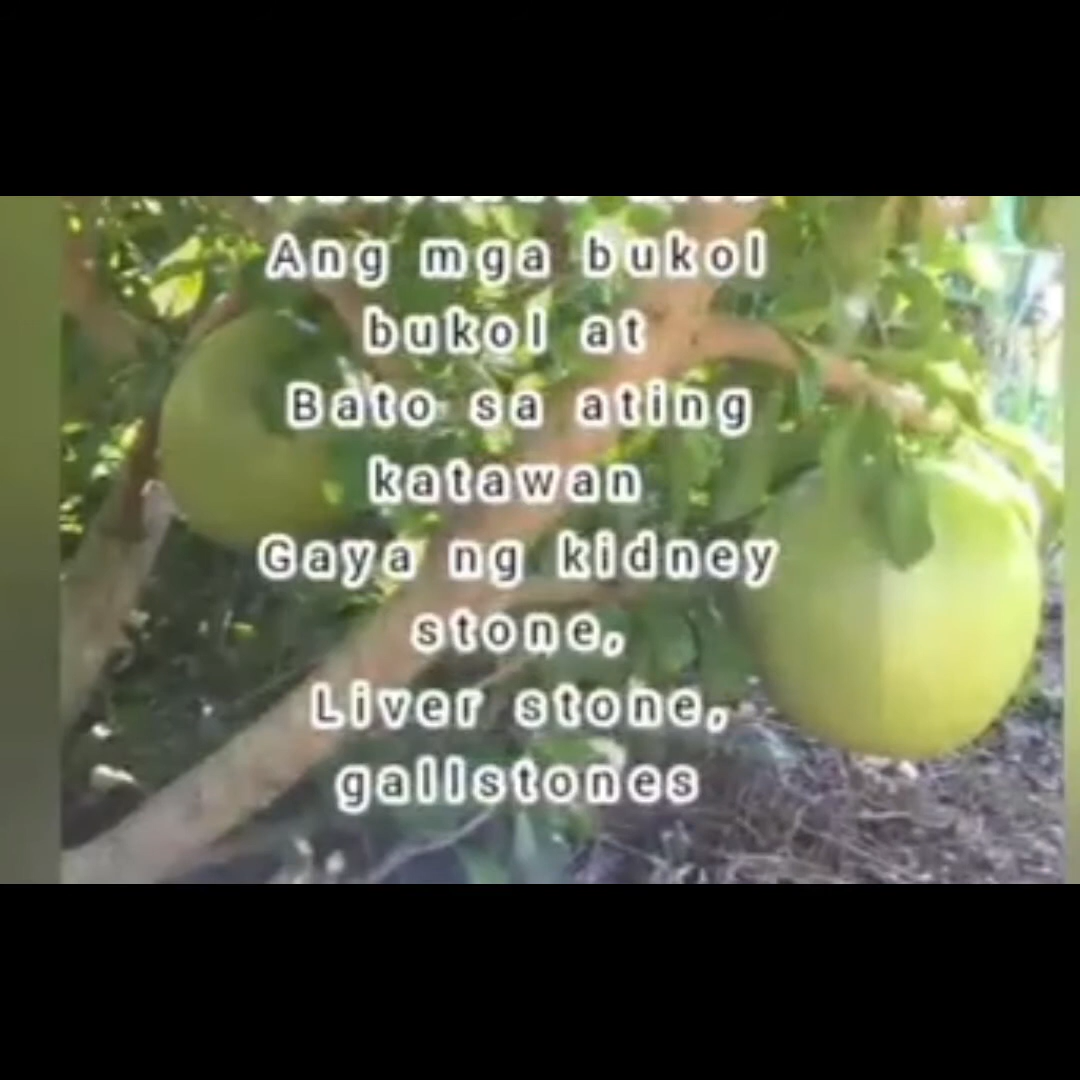 Ang mga bukol
bukol at
Bato sa ating
katawan
Gaya ng kidney
stone,
Liver stone,
gallstones